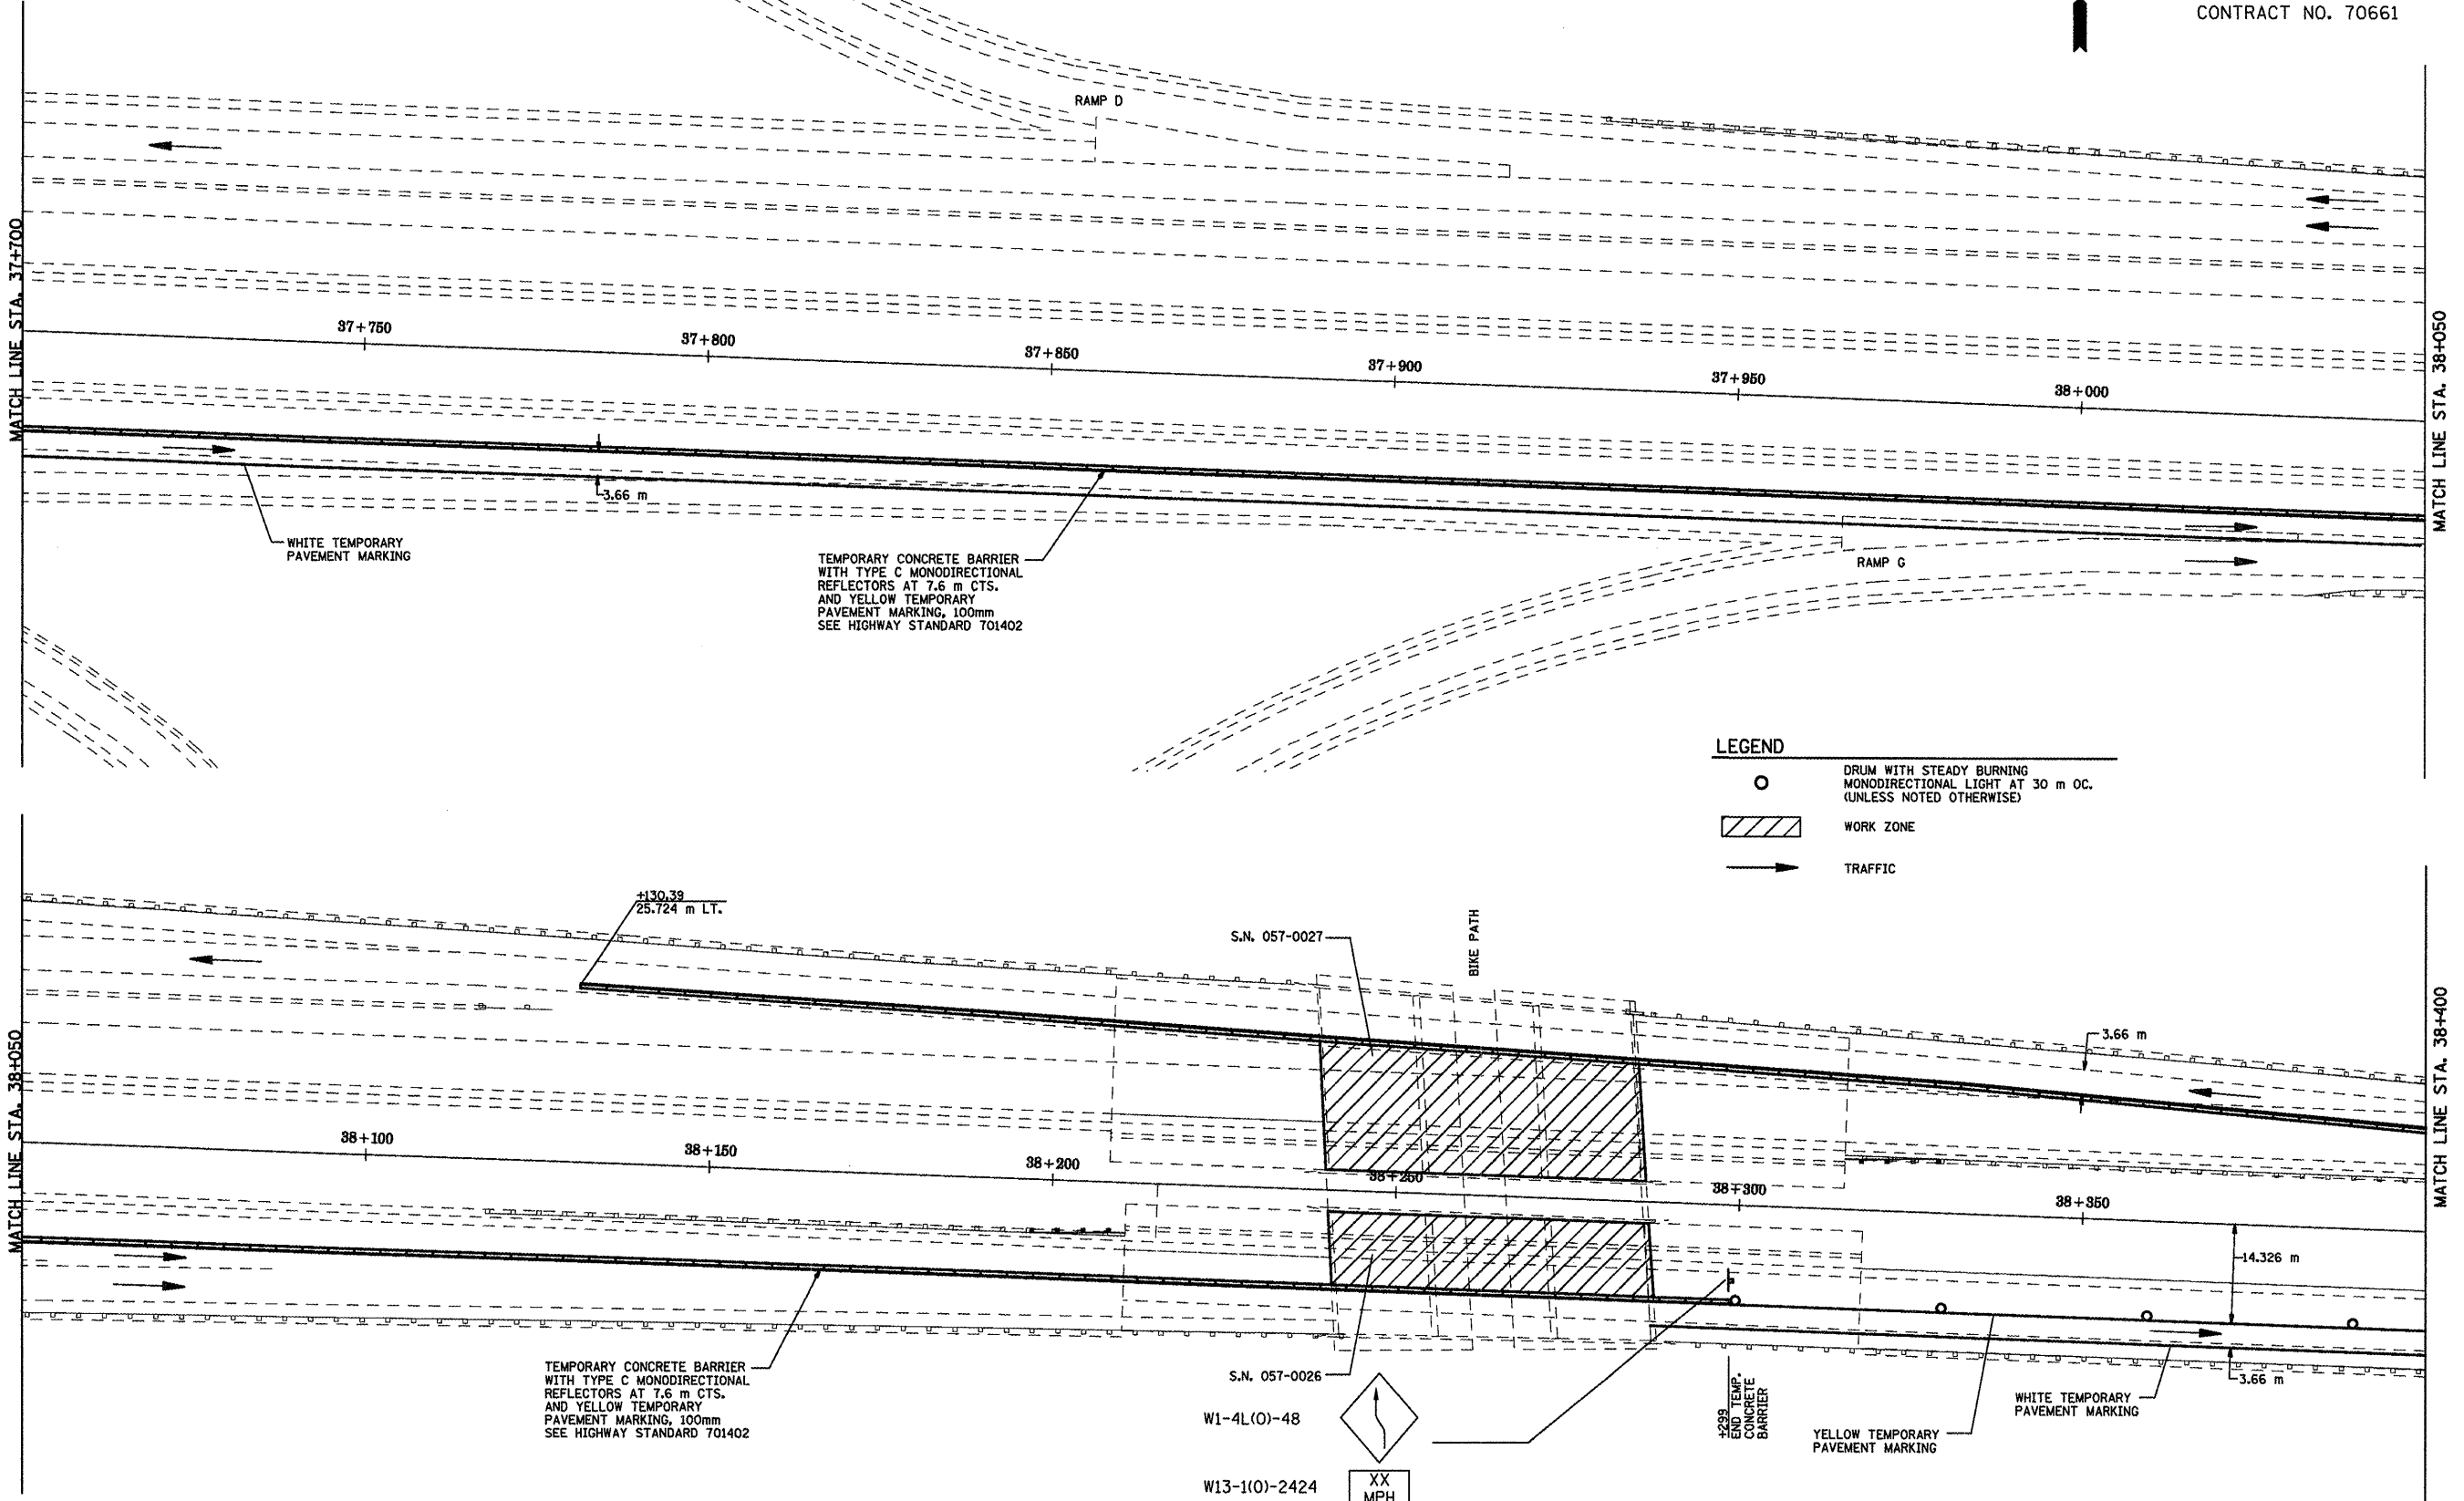 CONTRACT NO. 70661
RAMP D
MATCH LINE STA. 37+700
37+750
37+800
37+850
37+900
37+950
38+000
MATCH LINE STA. 38+050
3.66 m
WHITE TEMPORARY
PAVEMENT MARKING
TEMPORARY CONCRETE BARRIER
WITH TYPE C MONODIRECTIONAL
REFLECTORS AT 7.6 m CTS.
AND YELLOW TEMPORARY
PAVEMENT MARKING, 100mm
SEE HIGHWAY STANDARD 701402
RAMP G
LEGEND
DRUM WITH STEADY BURNING
MONODIRECTIONAL LIGHT AT 30 m OC.
(UNLESS NOTED OTHERWISE)
WORK ZONE
TRAFFIC
+130.39
25.724 m LT.
S.N. 057-0027
BIKE PATH
3.66 m
MATCH LINE STA. 38+050
38+100
38+150
38+200
38+250
38+300
38+350
MATCH LINE STA. 38+400
14.326 m
TEMPORARY CONCRETE BARRIER
WITH TYPE C MONODIRECTIONAL
REFLECTORS AT 7.6 m CTS.
AND YELLOW TEMPORARY
PAVEMENT MARKING, 100mm
SEE HIGHWAY STANDARD 701402
S.N. 057-0026
W1-4L(O)-48
W13-1(O)-2424
XX
MPH
+299
END TEMP.
CONCRETE
BARRIER
YELLOW TEMPORARY
PAVEMENT MARKING
WHITE TEMPORARY
PAVEMENT MARKING
3.66 m